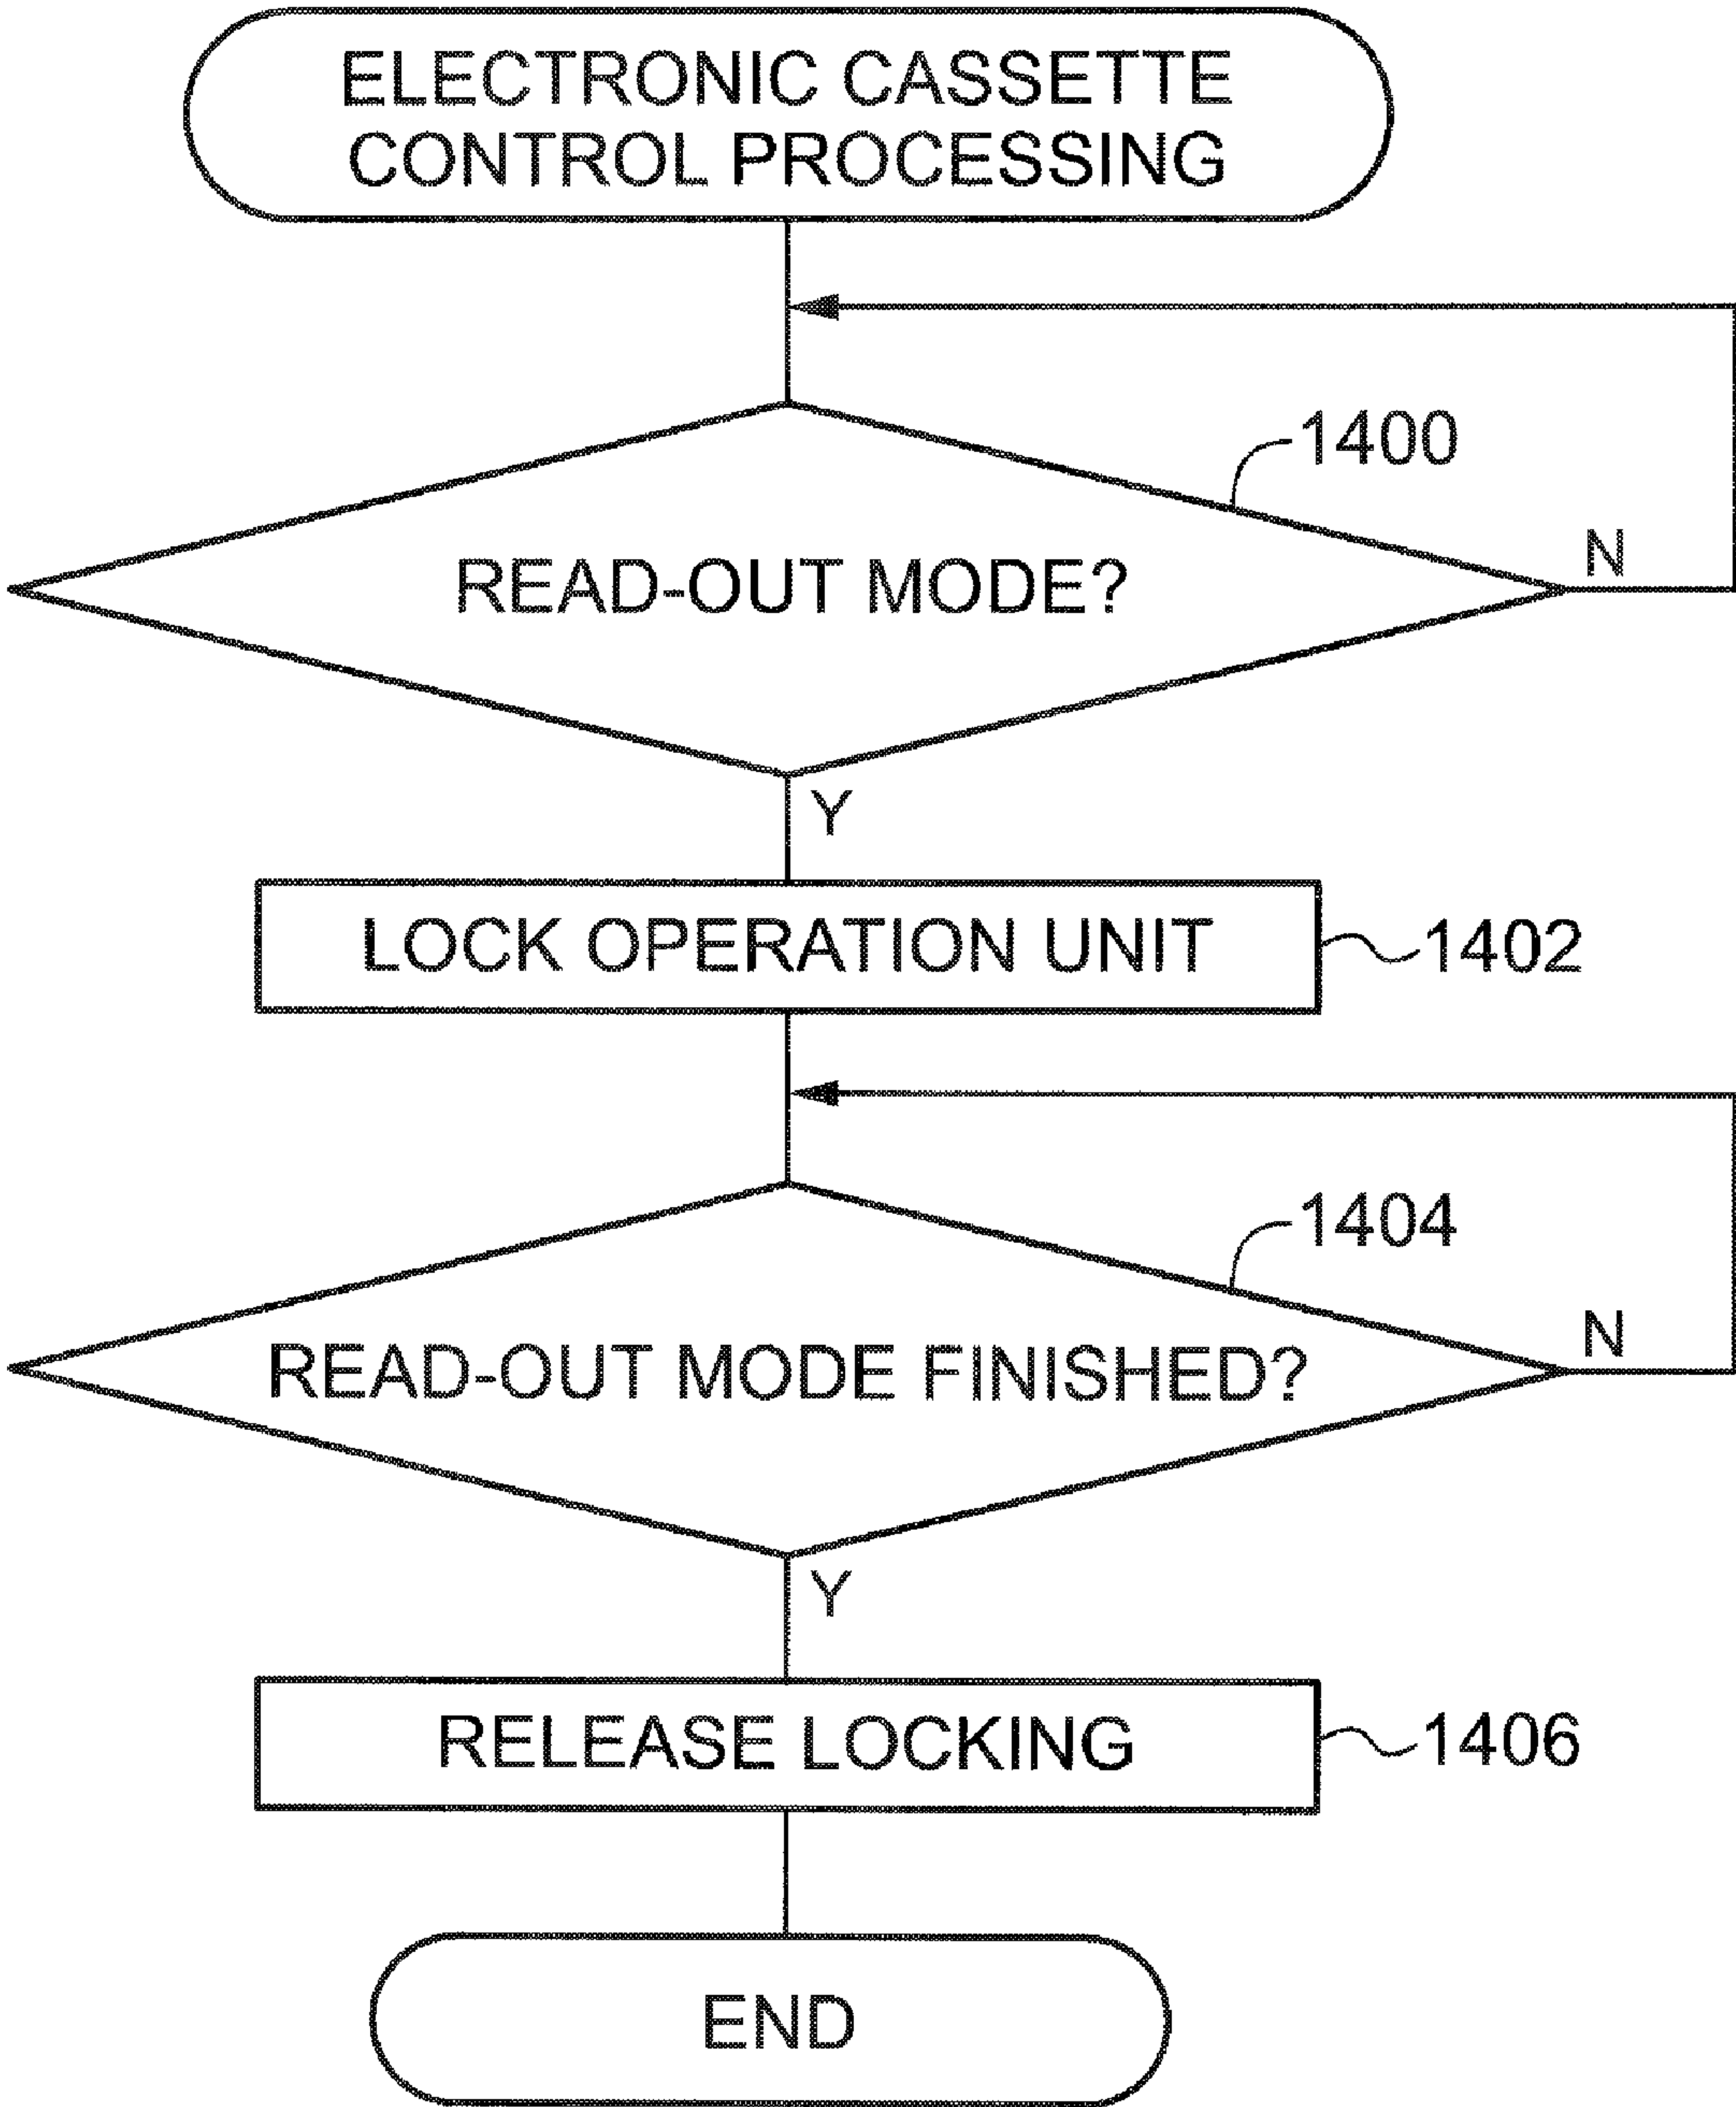 ELECTRONIC CASSETTE
CONTROL PROCESSING
1400
READ-OUT MODE?
N
Y
LOCK OPERATION UNIT
1402
1404
READ-OUT MODE FINISHED?
N
Y
RELEASE LOCKING
1406
END